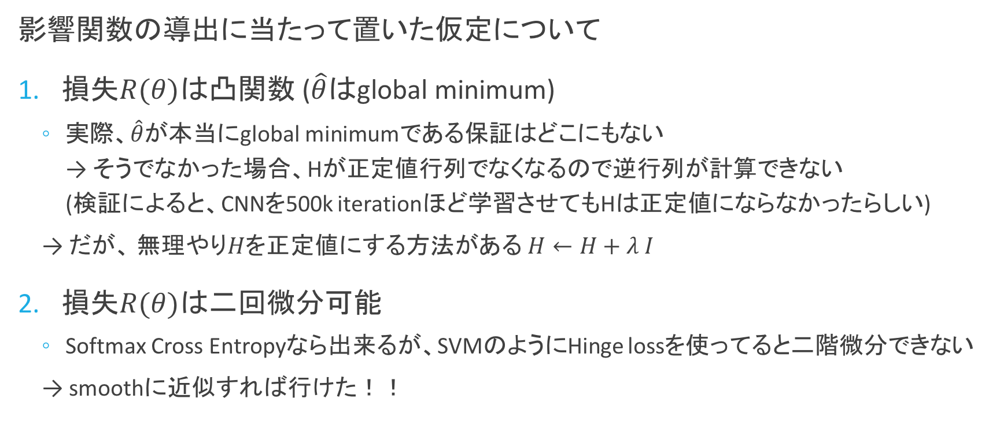 影響関数の導出に当たって置いた仮定について
1. 損失R(θ)は凸関数 (θ̂はglobal minimum)
◦ 実際、θ̂が本当にglobal minimumである保証はどこにもない
→ そうでなかった場合、Hが正定値行列でなくなるので逆行列が計算できない
(検証によると、CNNを500k iterationほど学習させてもHは正定値にならなかったらしい)
→ だが、無理やりHを正定値にする方法がある H ← H + λ I
2. 損失R(θ)は二回微分可能
◦ Softmax Cross Entropyなら出来るが、SVMのようにHinge lossを使ってると二階微分できない
→ smoothに近似すれば行けた！！